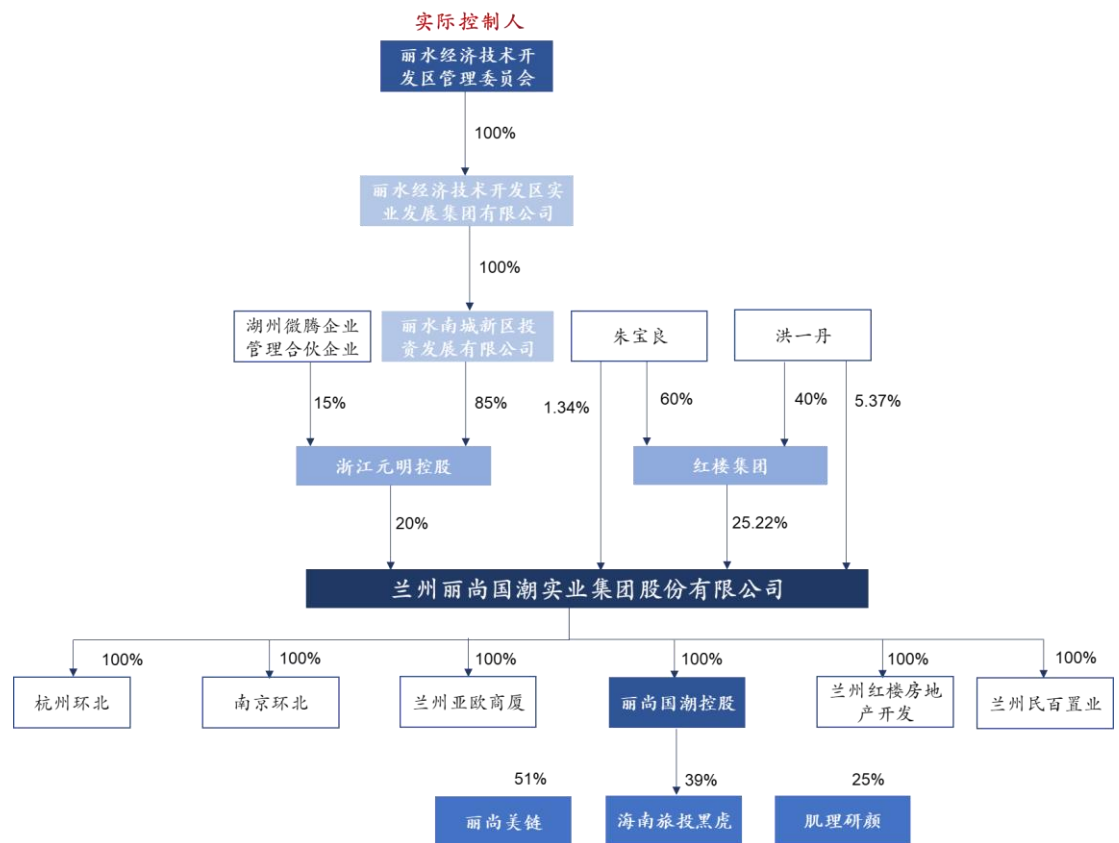 实际控制人
丽水经济技术开
发区管理委员会
100%
丽水经济技术开发区实
业发展集团有限公司
100%
湖州微腾企业
管理合伙企业
丽水南城新区投
资发展有限公司
朱宝良
洪一丹
15%
85%
1.34%
60%
40%
5.37%
浙江元明控股
红楼集团
20%
25.22%
兰州丽尚国潮实业集团股份有限公司
100%
100%
100%
100%
100%
100%
杭州环北
南京环北
兰州亚欧商厦
丽尚国潮控股
兰州红楼房地
产开发
兰州民百置业
51%
39%
25%
丽尚美链
海南旅投黑虎
肌理研颜